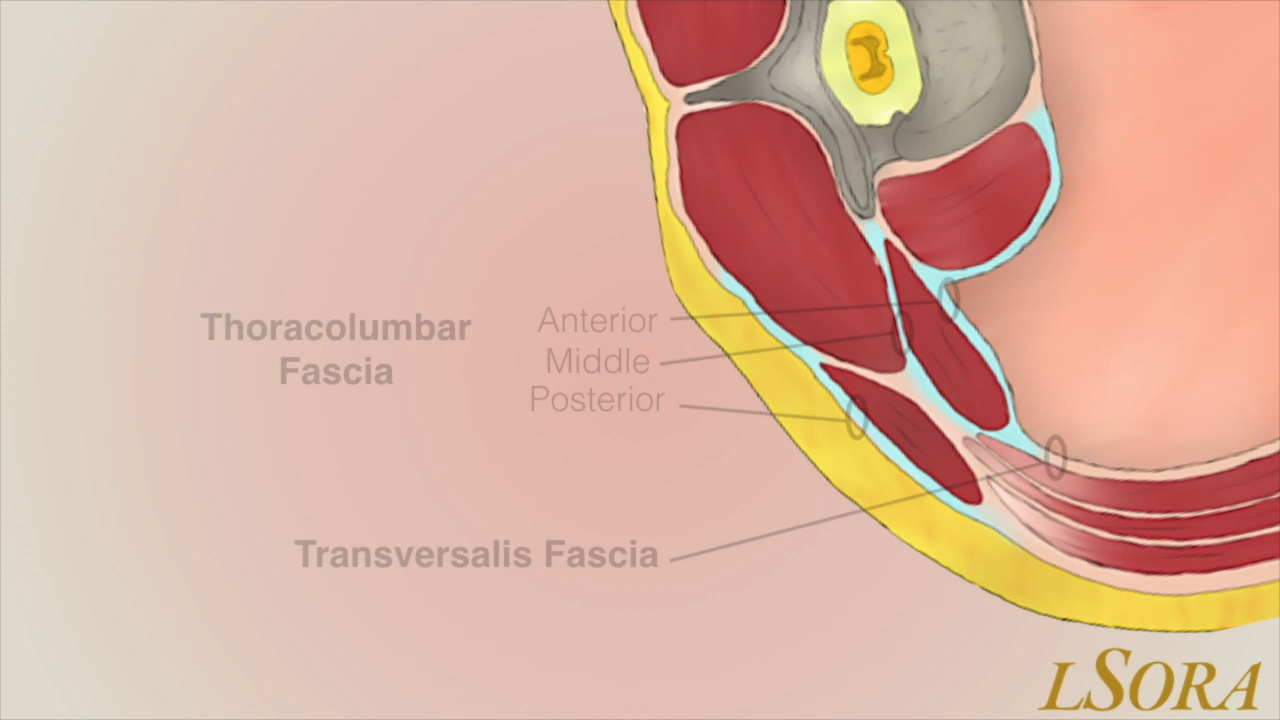 Thoracolumbar
Fascia
Anterior
Middle
Posterior
Transversalis Fascia
LSORA